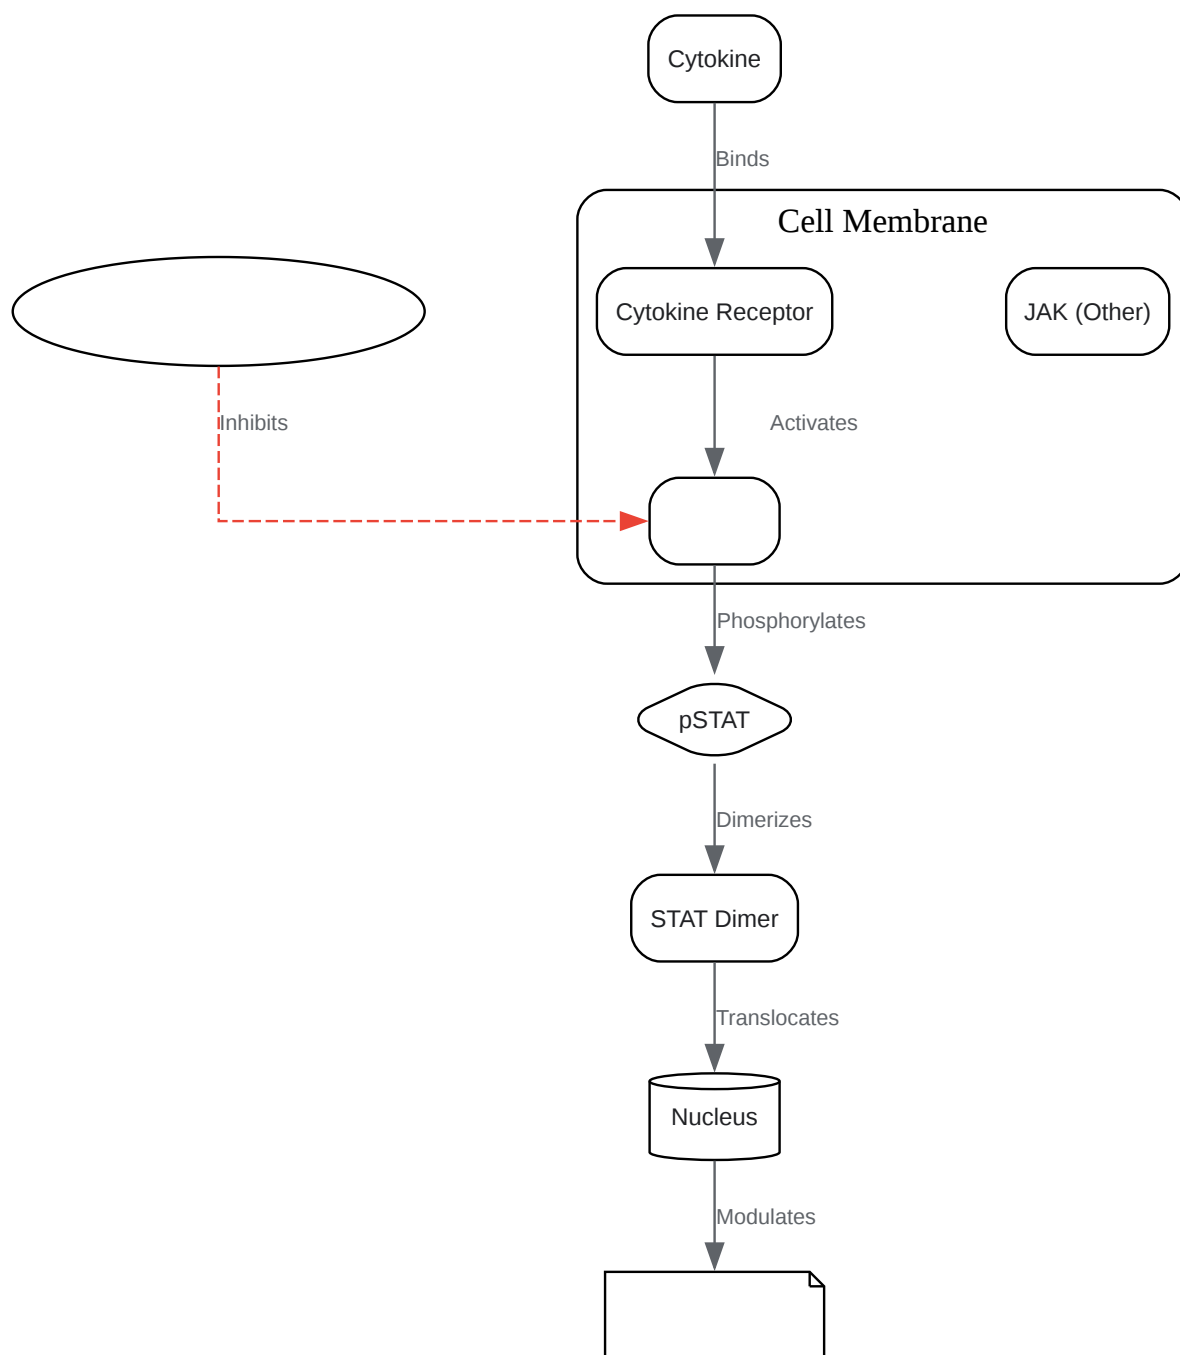 Cytokine
Binds
Cell Membrane
Cytokine Receptor
JAK (Other)
Inhibits
Activates
Phosphorylates
pSTAT
Dimerizes
STAT Dimer
Translocates
Nucleus
Modulates